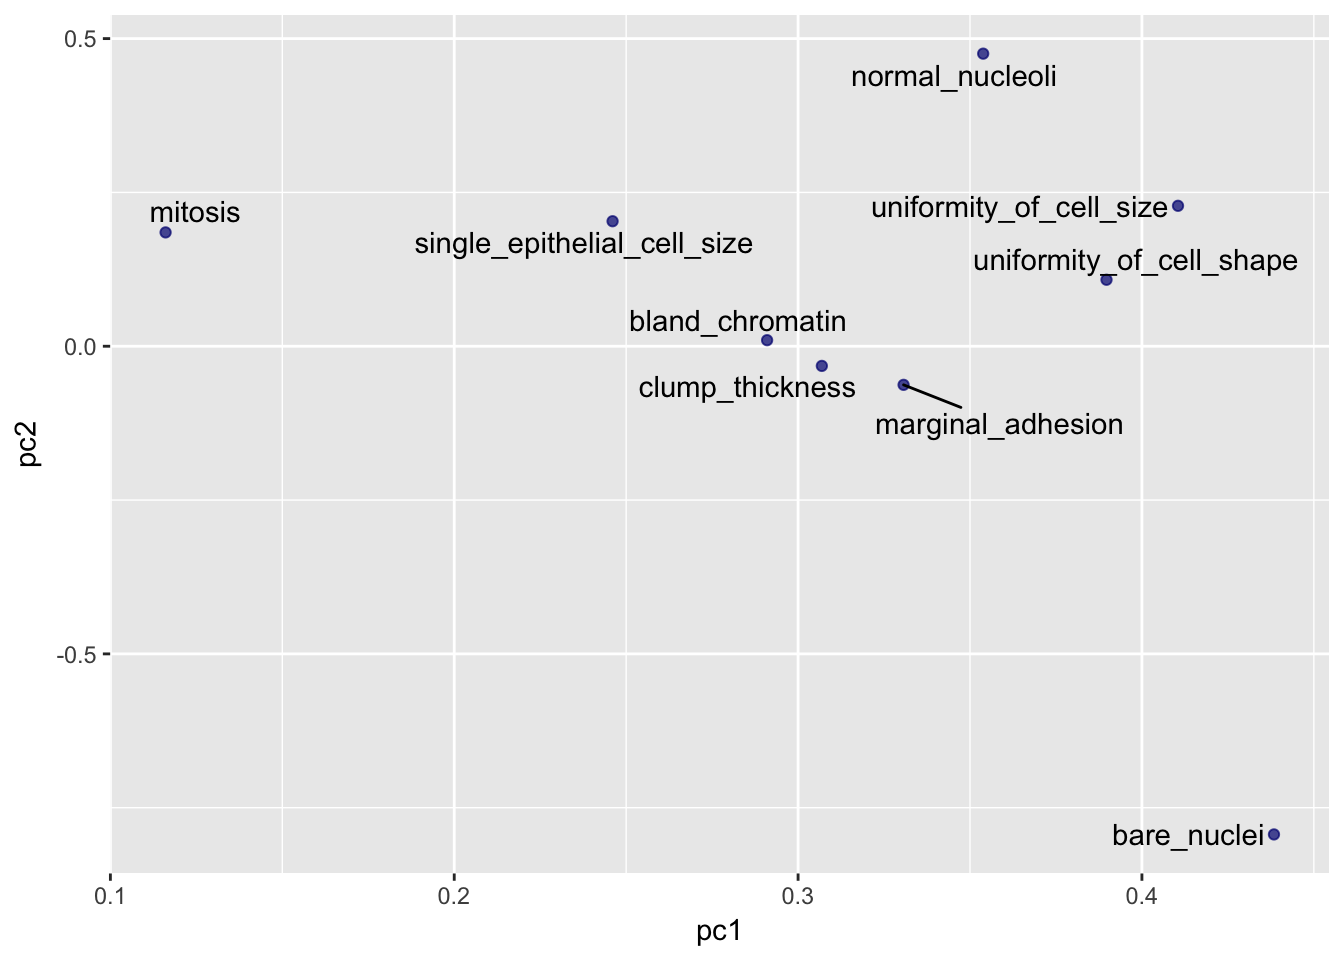 0.5
normal_nucleoli
mitosis
uniformity_of_cell_size
single_epithelial_cell_size
uniformity_of_cell_shape
bland_chromatin
0.0
clump_thickness
marginal_adhesion
pc2
-0.5
bare_nuclei
0.1 0.2 0.3 0.4
pc1